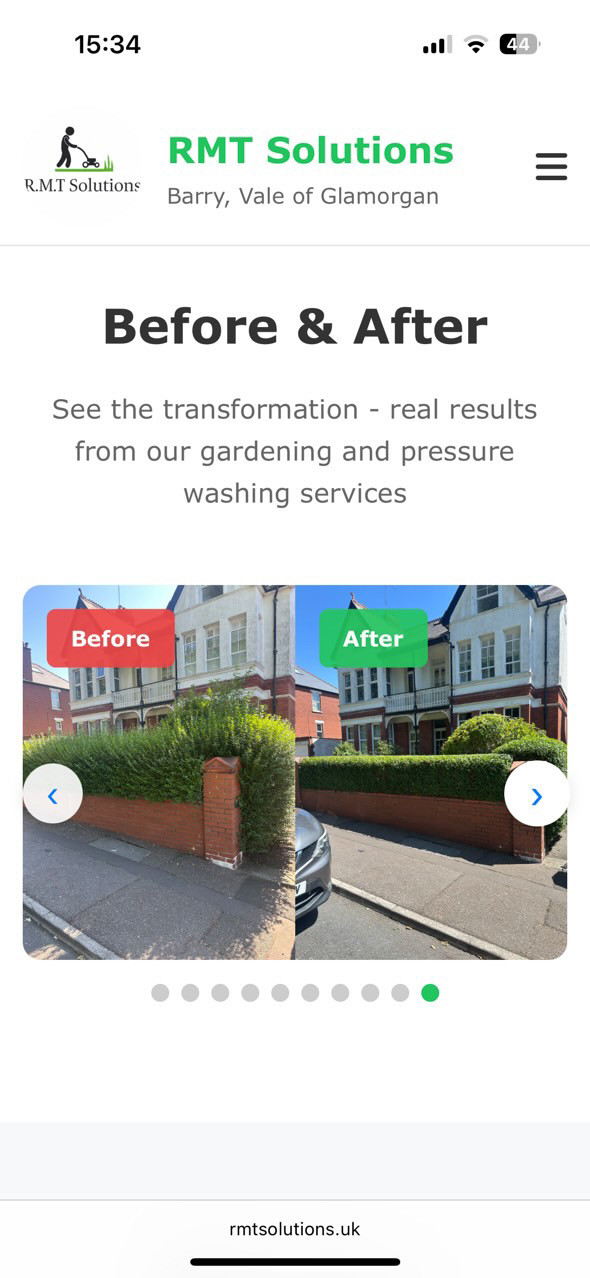 15:34
44
R.M.T Solutions
RMT Solutions
Barry, Vale of Glamorgan
Before & After
See the transformation - real results
from our gardening and pressure
washing services
Before
After
‹
›
rmtsolutions.uk